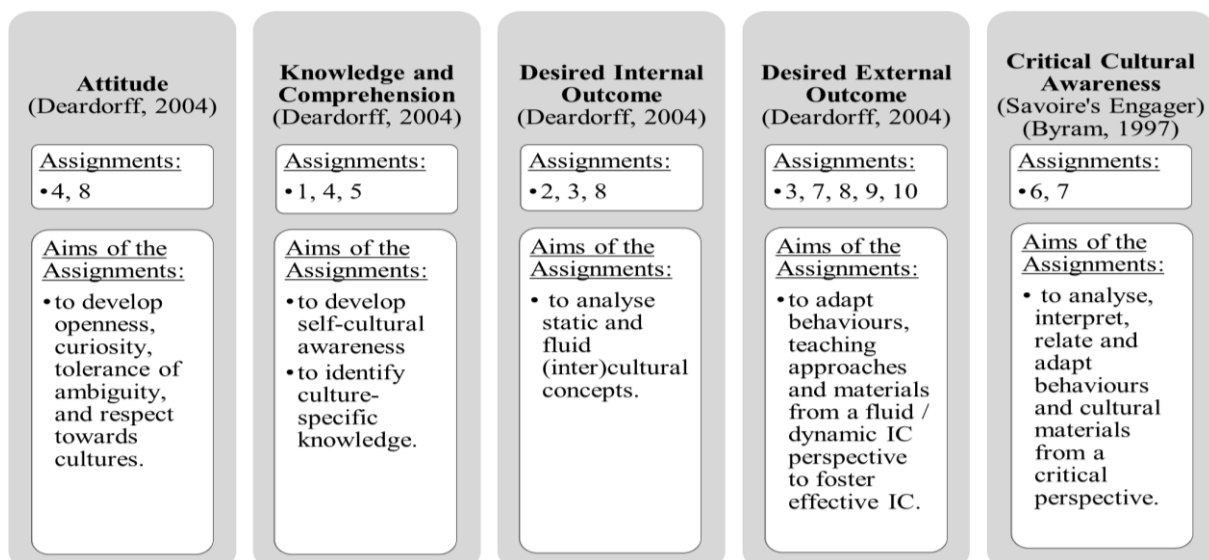 Attitude
(Deardorff, 2004)
Assignments:
•4, 8
Aims of the
Assignments:
•to develop
openness,
curiosity,
tolerance of
ambiguity,
and respect
towards
cultures.
Knowledge and
Comprehension
(Deardorff, 2004)
Assignments:
•1, 4, 5
Aims of the
Assignments:
•to develop
self-cultural
awareness
•to identify
culture-
specific
knowledge.
Desired Internal
Outcome
(Deardorff, 2004)
Assignments:
•2, 3, 8
Aims of the
Assignments:
• to analyse
static and
fluid
(inter)cultural
concepts.
Desired External
Outcome
(Deardorff, 2004)
Assignments:
•3, 7, 8, 9, 10
Aims of the
Assignments:
•to adapt
behaviours,
teaching
approaches
and materials
from a fluid /
dynamic IC
perspective
to foster
effective IC.
Critical Cultural
Awareness
(Savoire's Engager)
(Byram, 1997)
Assignments:
•6, 7
Aims of the
Assignments:
• to analyse,
interpret,
relate and
adapt
behaviours
and cultural
materials
from a
critical
perspective.